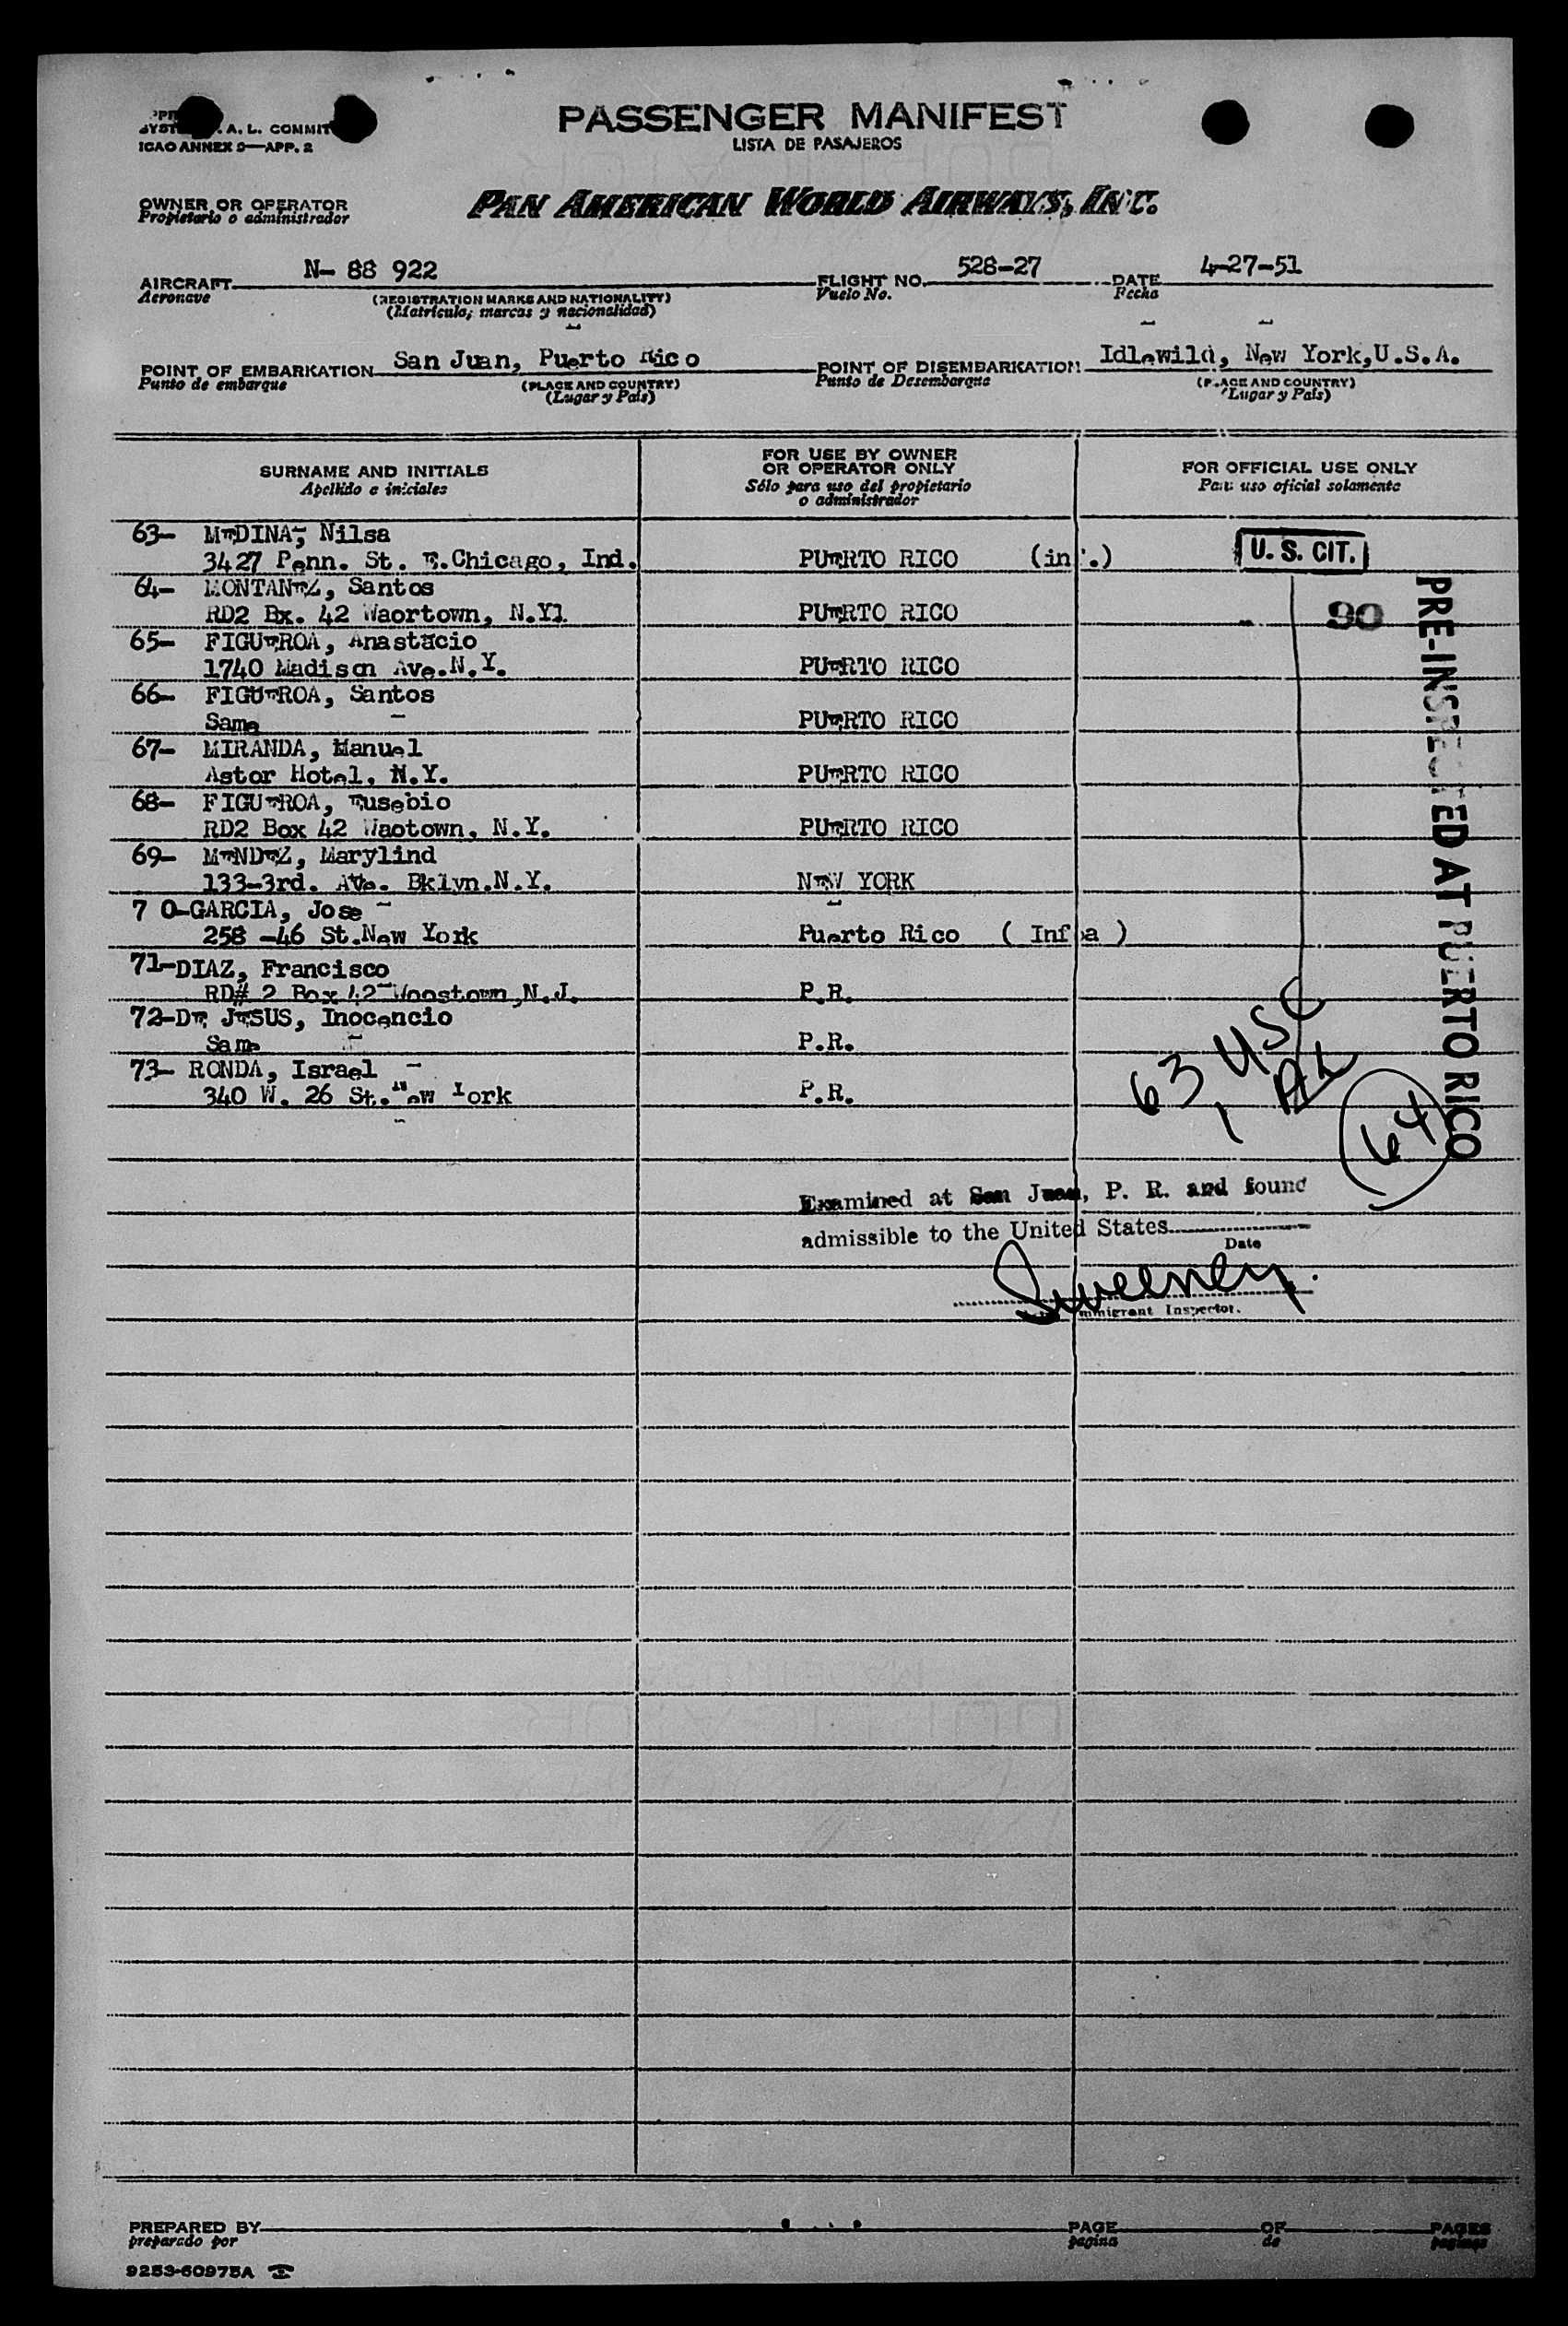 SYST A. L. COMMIT
ICAO ANNEX 9—APP. 2
PASSENGER MANIFEST
LISTA DE PASAJEROS
OWNER OR OPERATOR
Propietario o administrador
PAN AMERICAN WORLD AIRWAYS, INC.
AIRCRAFT N- 88 922 FLIGHT NO. 528-27 DATE 4-27-51
Aeronave (REGISTRATION MARKS AND NATIONALITY) Vuelo No. Fecha
(Matricula; marcas y nacionalidad)
POINT OF EMBARKATION San Juan, Puerto Rico POINT OF DISEMBARKATION Idlewild, New York,U.S.A.
Punto de embarque (PLACE AND COUNTRY) Punto de Desembarque (PLACE AND COUNTRY)
(Lugar y País) (Lugar y País)
SURNAME AND INITIALS
Apellido e iniciales
FOR USE BY OWNER
OR OPERATOR ONLY
Sólo para uso del propietario
o administrador
FOR OFFICIAL USE ONLY
Para uso oficial solamente
63- MEDINA, Nilsa
3427 Penn. St. E.Chicago, Ind. PUERTO RICO (inf.) U. S. CIT.
64- MONTANEZ, Santos
RD2 Bx. 42 Waortown, N.Y. PUERTO RICO 90
65- FIGUEROA, Anastacio
1740 Madison Ave.N.Y. PUERTO RICO
66- FIGUEROA, Santos
Same PUERTO RICO
67- MIRANDA, Manuel
Astor Hotel, N.Y. PUERTO RICO
68- FIGUEROA, Eusebio
RD2 Box 42 Waotown, N.Y. PUERTO RICO
69- MENDEZ, Marylind
133-3rd. Ave. Bklyn.N.Y. NEW YORK
7 0-GARCIA, Jose
258 -46 St.New York Puerto Rico ( Infpa )
71-DIAZ, Francisco
RD# 2 Box 42 Woostown,N.J. P.R.
72-DE JESUS, Inocencio
Same P.R.
73- RONDA, Israel
340 W. 26 St.New York P.R.
PRE-INSPECTED AT PUERTO RICO
63 USC
1 AL
64
Examined at San Juan, P. R. and found
admissible to the United States
Date
Sweeney
Immigrant Inspector.
PREPARED BY PAGE OF PAGES
preparado por pagina de paginas
9253-60975A